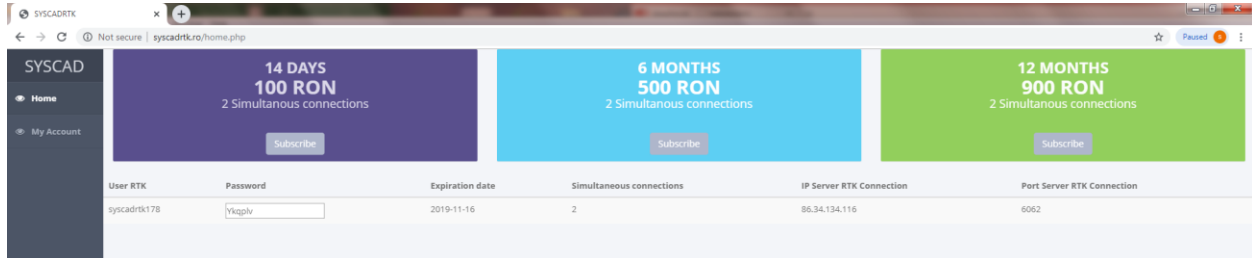 SYSCADRTK
Not secure | syscadrtk.ro/home.php
Paused
SYSCAD
Home
My Account
14 DAYS
100 RON
2 Simultanous connections
Subscribe
6 MONTHS
500 RON
2 Simultanous connections
Subscribe
12 MONTHS
900 RON
2 Simultanous connections
Subscribe
User RTK Password Expiration date Simultaneous connections IP Server RTK Connection Port Server RTK Connection
syscadrtk178 Ykqplv 2019-11-16 2 86.34.134.116 6062